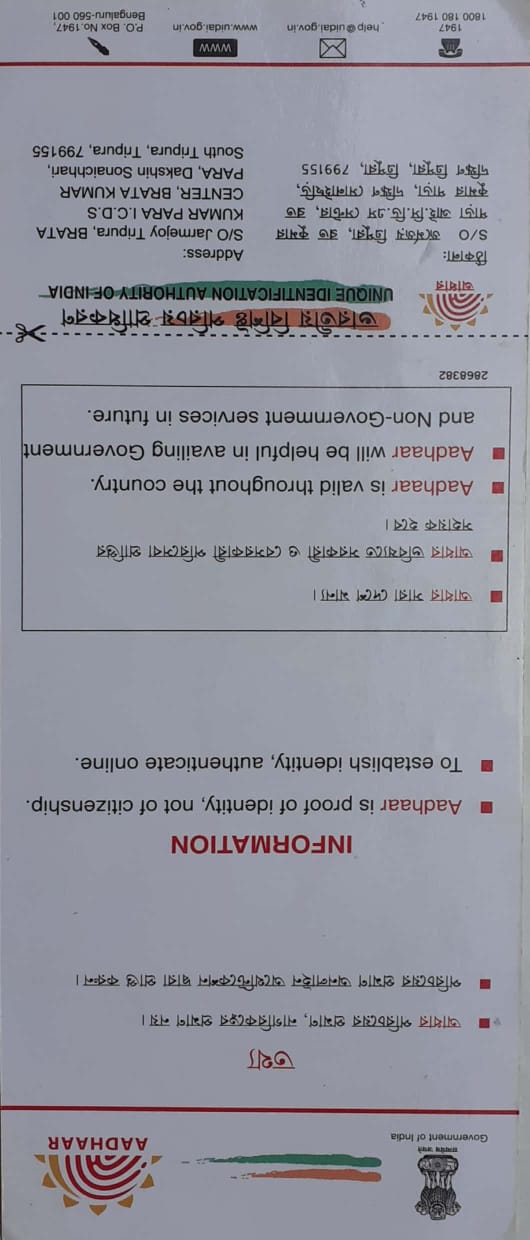 सत्यमेव जयते
Government of India
AADHAAR
তথ্য
আধার পরিচয়ের প্রমাণ, নাগরিকত্বের প্রমাণ নয়।
পরিচয়ের প্রমাণ অনলাইন অথেন্টিকেশন দ্বারা প্রাপ্ত করুন।
INFORMATION
Aadhaar is proof of identity, not of citizenship.
To establish identity, authenticate online.
আধার সারা দেশে মান্য।
আধার ভবিষ্যতে সরকারী ও বেসরকারী পরিসেবা প্রাপ্তির
সহায়ক হবে।
Aadhaar is valid throughout the country.
Aadhaar will be helpful in availing Government
and Non-Government services in future.
2868382
আধার
ভারতীয় বিশিষ্ট পরিচয় প্রাধিকরণ
UNIQUE IDENTIFICATION AUTHORITY OF INDIA
ঠিকানা:
S/O জার্মেজয় ত্রিপুরা, ব্রত কুমার
পাড়া আই.সি.ডি.এস সেন্টার, ব্রত
কুমার পাড়া, দক্ষিণ সোনাইছড়ি,
দক্ষিণ ত্রিপুরা, ত্রিপুরা, 799155
Address:
S/O Jarmejoy Tripura, BRATA
KUMAR PARA I.C.D.S
CENTER, BRATA KUMAR
PARA, Dakshin Sonaichhari,
South Tripura, Tripura, 799155
1947
1800 180 1947
help@uidai.gov.in
WWW
www.uidai.gov.in
P.O. Box No.1947,
Bengaluru-560 001